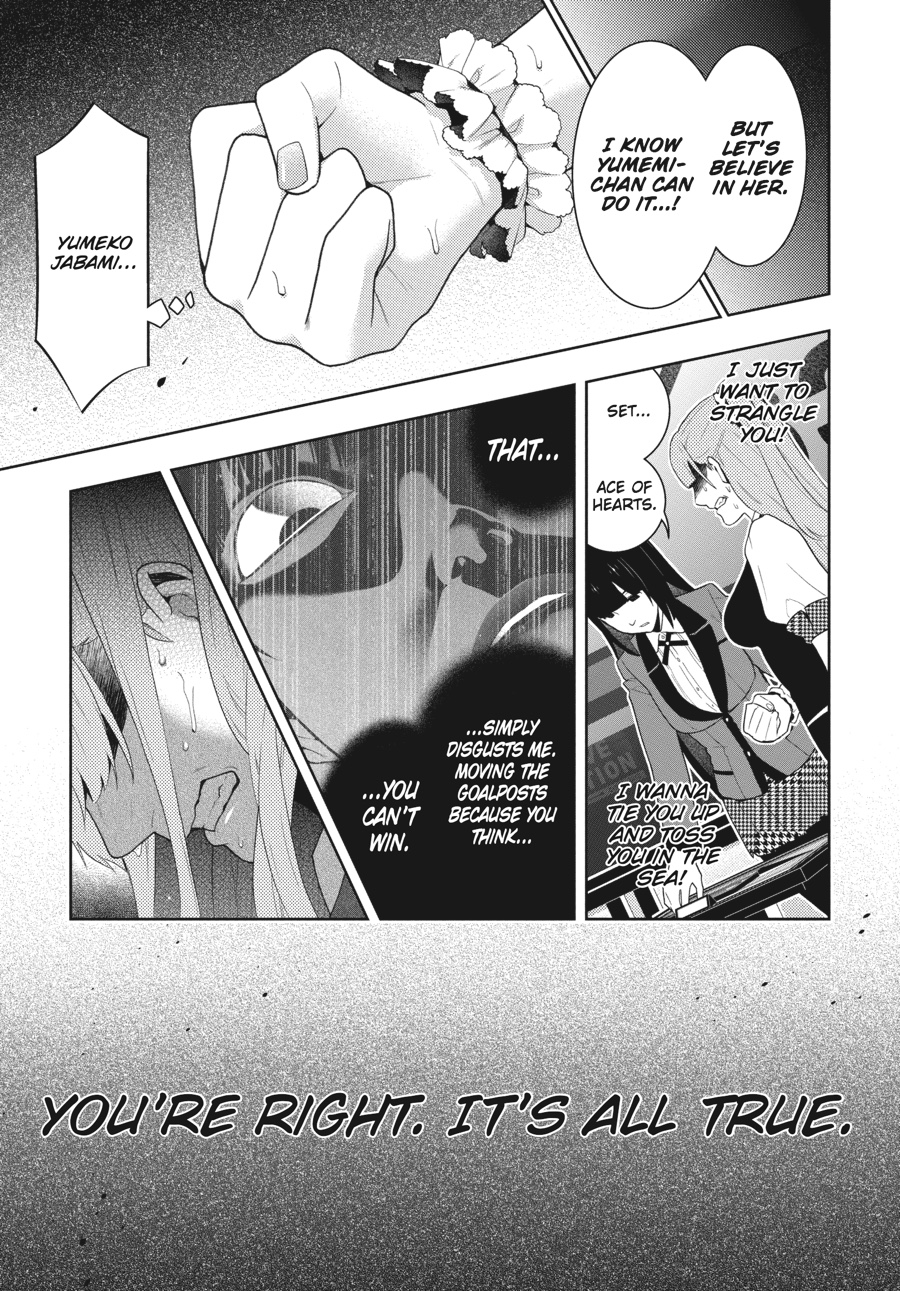 BUT
LET'S
BELIEVE
IN HER.
I KNOW
YUMEMI-
CHAN CAN
DO IT...!
YUMEKO
JABAMI...
I JUST
WANT TO
STRANGLE
YOU!
SET...
ACE OF
HEARTS.
I WANNA
TIE YOU UP
AND TOSS
YOU IN THE
SEA!
THAT...
...SIMPLY
DISGUSTS ME.
MOVING THE
GOALPOSTS
BECAUSE YOU
THINK...
...YOU
CAN'T
WIN.
YOU'RE RIGHT. IT'S ALL TRUE.